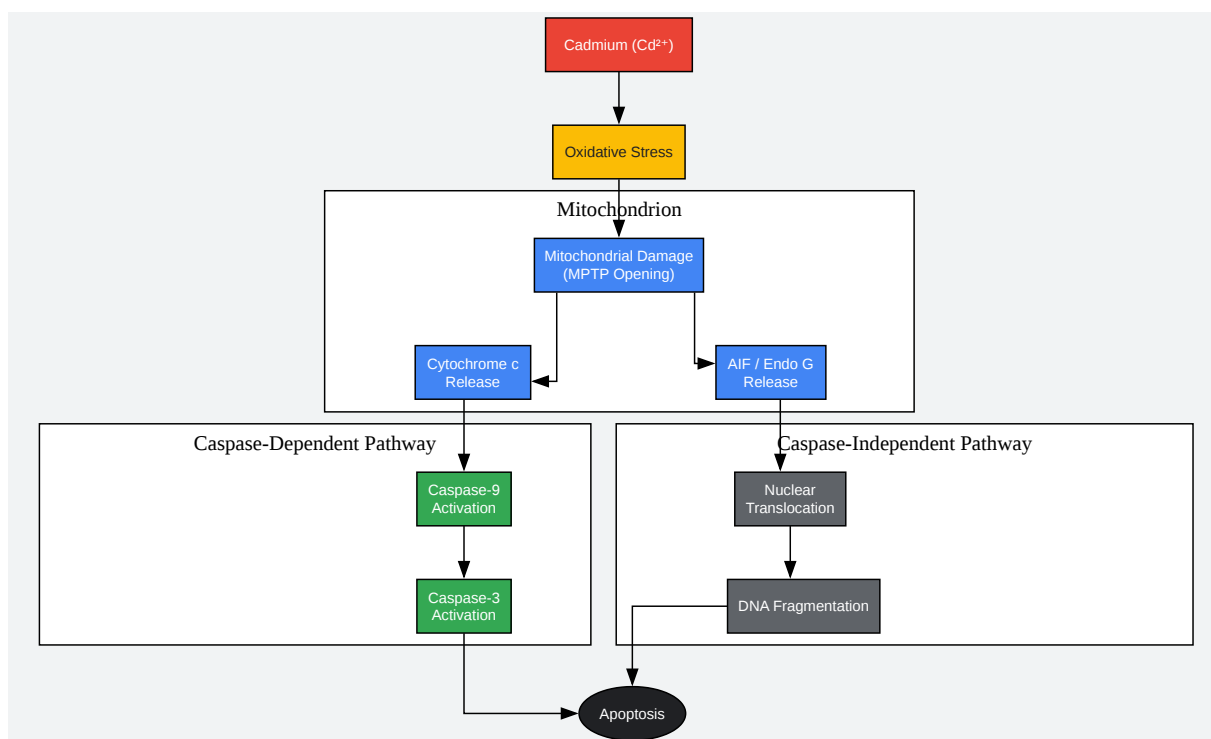 Cadmium (Cd²⁺)
Oxidative Stress
Mitochondrion
Mitochondrial Damage
(MPTP Opening)
Cytochrome c
Release
AIF / Endo G
Release
Caspase-Dependent Pathway
Caspase-Independent Pathway
Caspase-9
Activation
Nuclear
Translocation
Caspase-3
Activation
DNA Fragmentation
Apoptosis